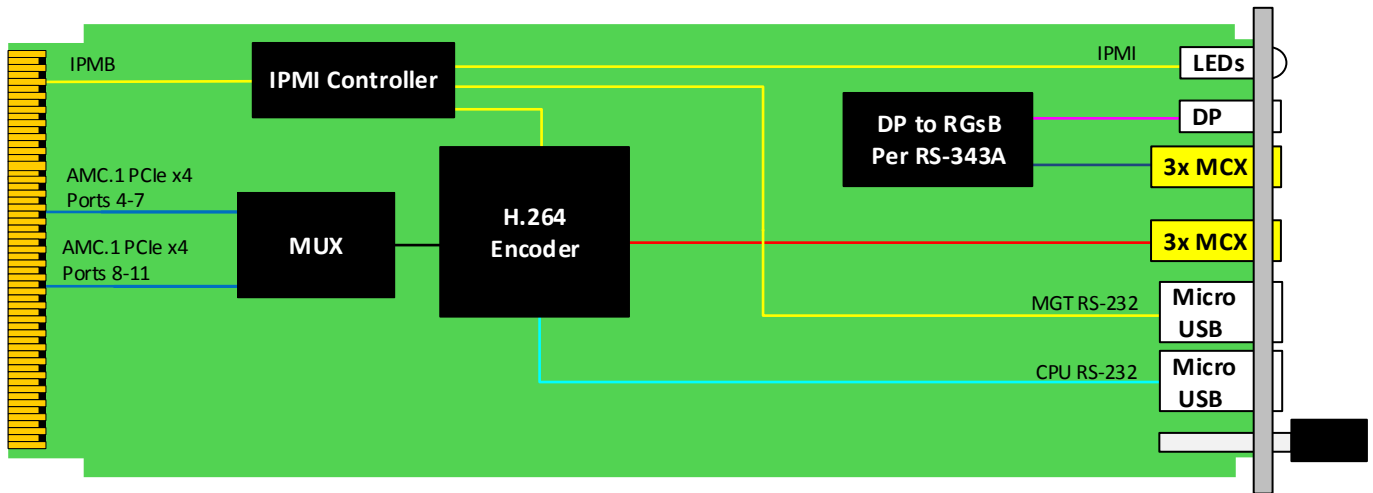 IPMB
IPMI Controller
IPMI
LEDs
DP to RGsB
Per RS-343A
DP
3x MCX
AMC.1 PCIe x4
Ports 4-7
MUX
H.264
Encoder
3x MCX
AMC.1 PCIe x4
Ports 8-11
MGT RS-232
Micro
USB
CPU RS-232
Micro
USB